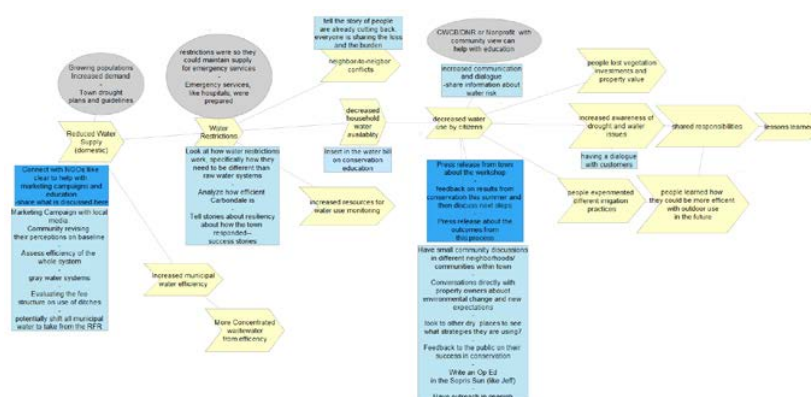 Growing populations
Increased demand
-
Town drought
plans and guidelines
Reduced Water
Supply
(domestic)
Connect with NGOs like
clear to help with
marketing campaigns and
education
-share what is discussed here
Marketing Campaign with local
media
Community revising
their perceptions on baseline
-
Assess efficiency of the
whole system
-
gray water systems
-
Evaluating the fee
structure on use of ditches
-
potentially shift all municipal
water to take from the RFR
restrictions were so they
could maintain supply
for emergency services
-
Emergency services,
like hospitals, were
prepared
Water
Restrictions
Look at how water restrictions
work, specifically how they
need to be different than
raw water systems
Analyze how efficient
Carbondale is
Tell stories about resiliency
about how the town
responded--
success stories
Increased municipal
water efficiency
More Concentrated
wastewater
from efficency
tell the story of people
are already cutting back,
everyone is sharing the loss
and the burden
neighbor-to-neighbor
conflicts
decreased
household
water
availability
Insert in the water bill
on conservation
education
increased resources for
water use monitoring
CWCB/DNR or Nonprofit with
community view can
help with education
increased communication
and dialogue
-share information about
water risk
decreased water
use by citizens
Press release from town
about the workshop
-
feedback on results from
conservation this summer and
then discuss next steps
-
Press release about the
outcomes from
this process
Have small community discussions
in different neighborhoods/
communities within town
-
Conversations directly with
property owners about
environmental change and new
expectations
-
look to other dry places to see
what strategies they are using?
-
Feedback to the public on their
success in conservation
-
Write an Op Ed
in the Sopris Sun (like Jeff)
-
Have outreach in spanish
people lost vegetation
investments and
property value
increased awareness of
drought and water
issues
having a dialogue
with customers
people experimented
different irrigation
practices
shared responsibilities
people learned how
they could be more efficent
with outdoor use
in the future
lessons learne